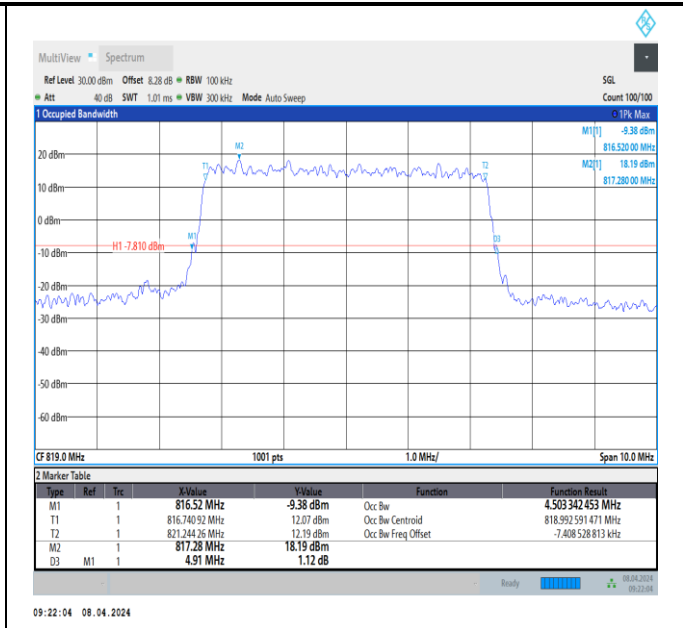 MultiView Spectrum
Ref Level 30.00 dBm Offset 8.28 dB RBW 100 kHz SGL
Att 40 dB SWT 1.01 ms VBW 300 kHz Mode Auto Sweep Count 100/100
1 Occupied Bandwidth 1Pk Max
M1[1] -9.38 dBm
816.520 00 MHz
M2[1] 18.19 dBm
817.280 00 MHz
M2
20 dBm
T1
T2
10 dBm
0 dBm
M1
D3
H1 -7.810 dBm
-10 dBm
-20 dBm
-30 dBm
-40 dBm
-50 dBm
-60 dBm
CF 819.0 MHz 1001 pts 1.0 MHz/ Span 10.0 MHz
2 Marker Table
Type Ref Trc X-Value Y-Value Function Function Result
M1 1 816.52 MHz -9.38 dBm Occ Bw 4.503 342 453 MHz
T1 1 816.740 92 MHz 12.07 dBm Occ Bw Centroid 818.992 591 471 MHz
T2 1 821.244 26 MHz 12.19 dBm Occ Bw Freq Offset -7.408 528 813 kHz
M2 1 817.28 MHz 18.19 dBm
D3 M1 1 4.91 MHz 1.12 dB
Ready 08.04.2024
09:22:04
09:22:04 08.04.2024